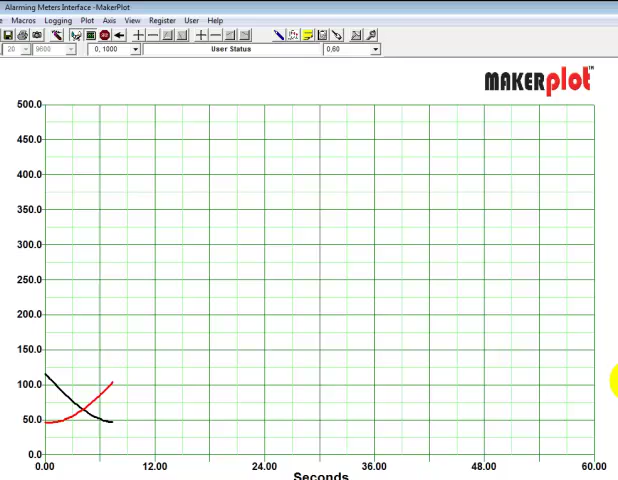 Alarming Meters Interface -MakerPlot
Macros Logging Plot Axis View Register User Help
20 9600 0, 1000 User Status 0,60
MAKERplot™
500.0
450.0
400.0
350.0
300.0
250.0
200.0
150.0
100.0
50.0
0.0
0.00 12.00 24.00 36.00 48.00 60.00
Seconds